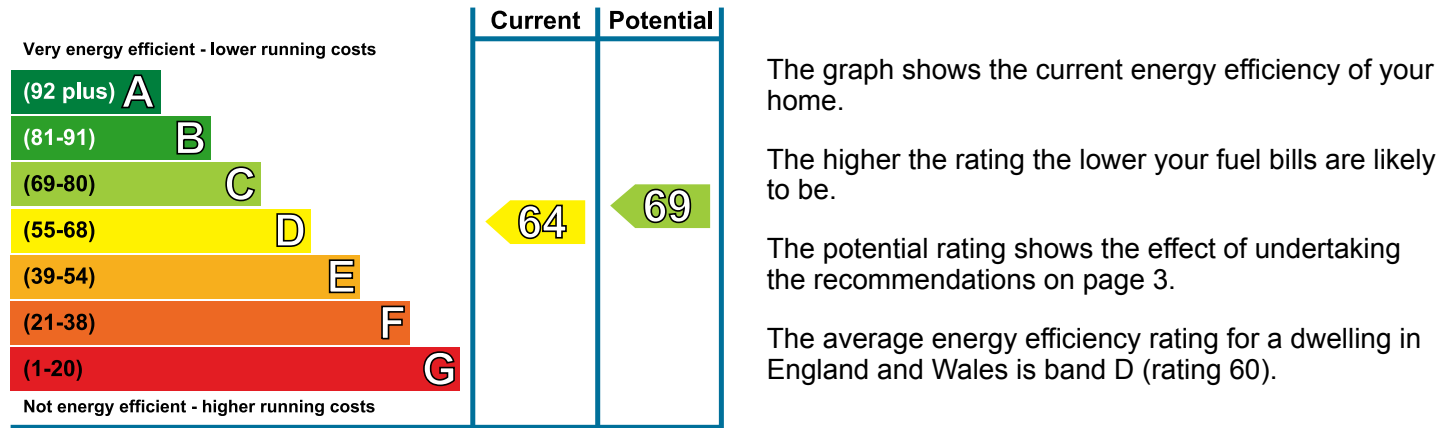 Current Potential
Very energy efficient - lower running costs
(92 plus) A
(81-91) B
(69-80) C
(55-68) D
(39-54) E
(21-38) F
(1-20) G
Not energy efficient - higher running costs
64
69
The graph shows the current energy efficiency of your
home.
The higher the rating the lower your fuel bills are likely
to be.
The potential rating shows the effect of undertaking
the recommendations on page 3.
The average energy efficiency rating for a dwelling in
England and Wales is band D (rating 60).